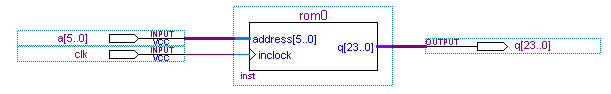 rom0
a[5..0] INPUT VCC
clk INPUT VCC
address[5..0]
inclock
q[23..0]
OUTPUT q[23..0]
inst